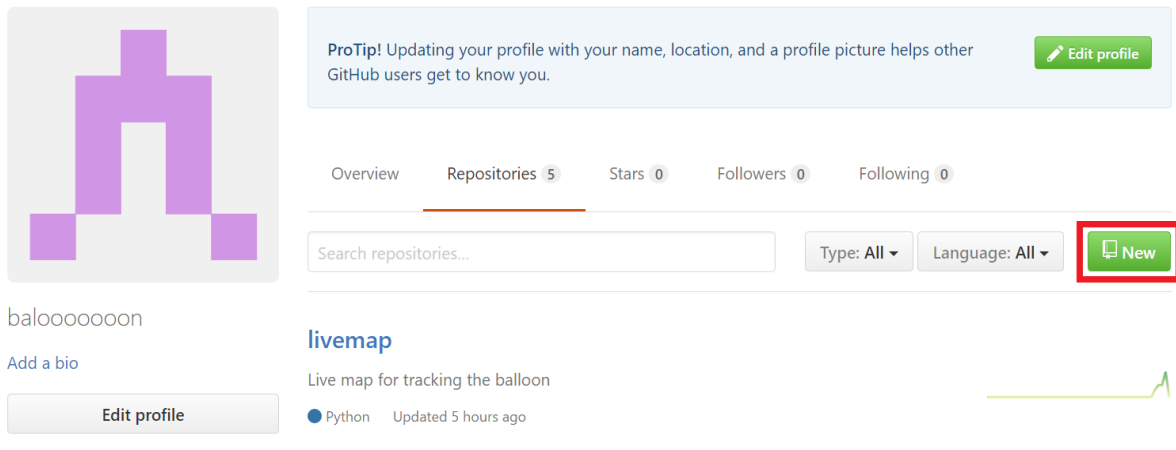 ProTip! Updating your profile with your name, location, and a profile picture helps other
GitHub users get to know you.
Edit profile
Overview Repositories 5 Stars 0 Followers 0 Following 0
Search repositories... Type: All Language: All New
balooooooon
Add a bio
Edit profile
livemap
Live map for tracking the balloon
Python Updated 5 hours ago